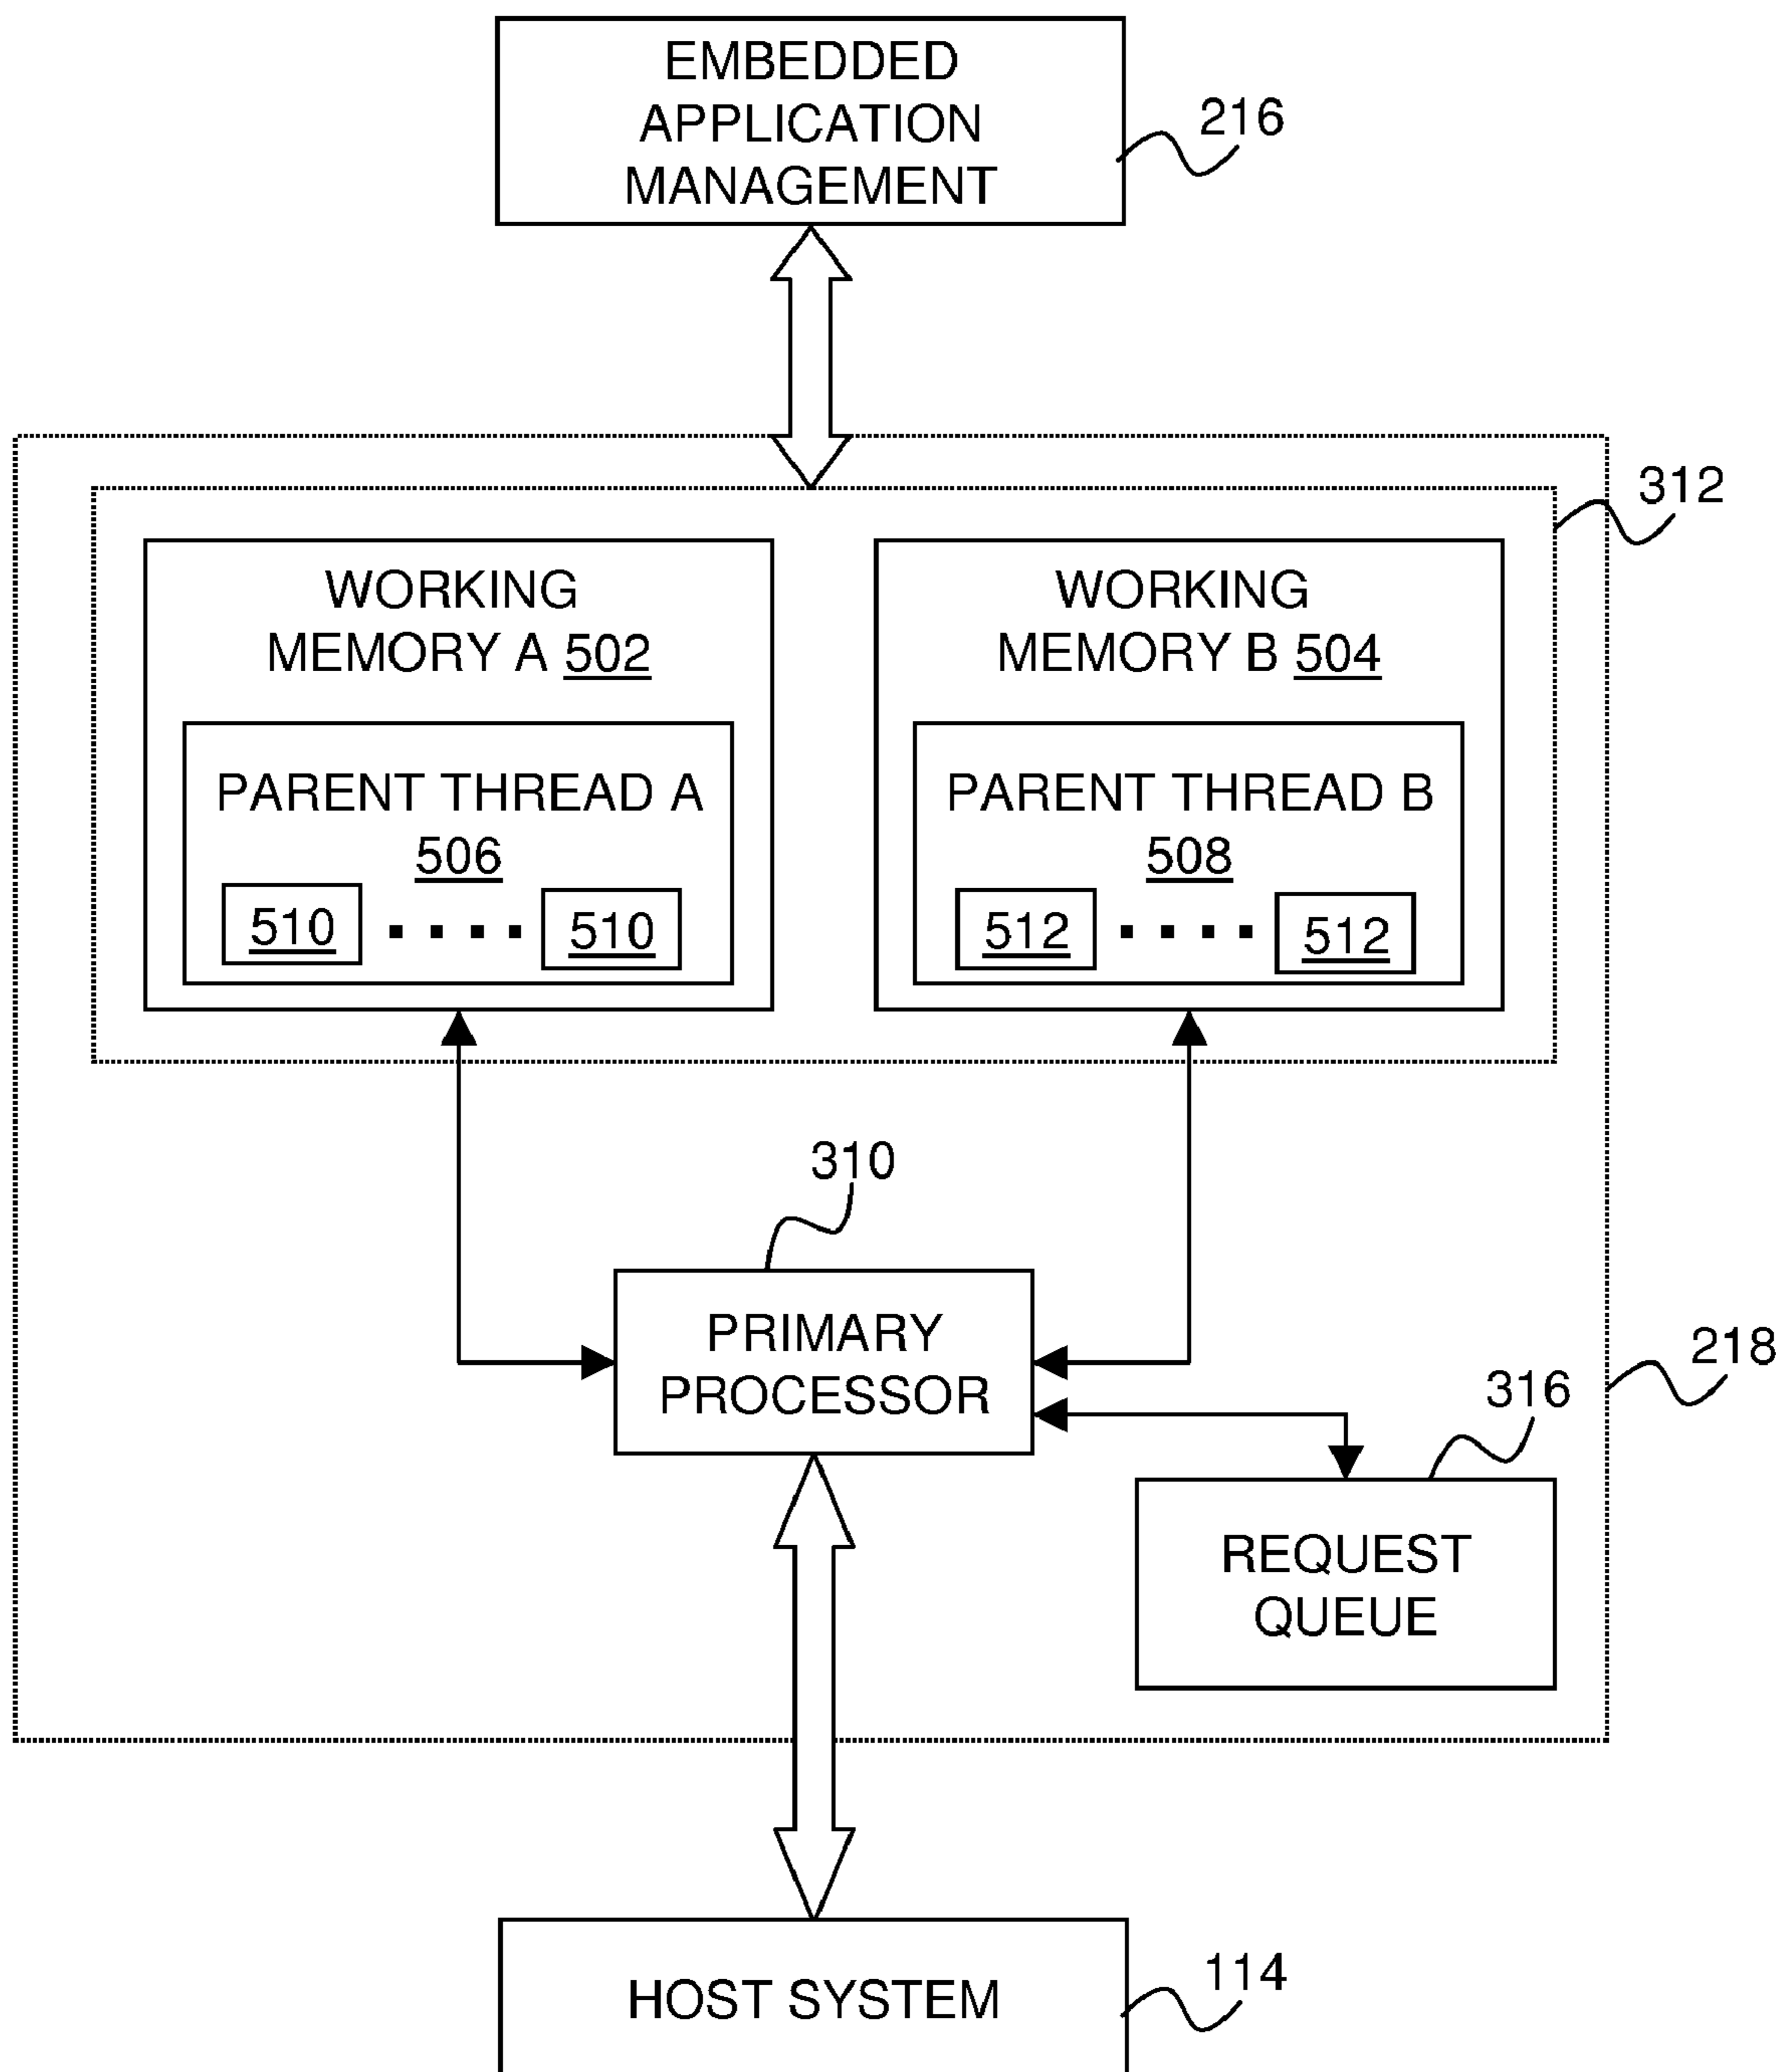 EMBEDDED
APPLICATION
MANAGEMENT
216
312
WORKING
MEMORY A 502
PARENT THREAD A
506
510
510
WORKING
MEMORY B 504
PARENT THREAD B
508
512
512
310
PRIMARY
PROCESSOR
218
316
REQUEST
QUEUE
HOST SYSTEM
114